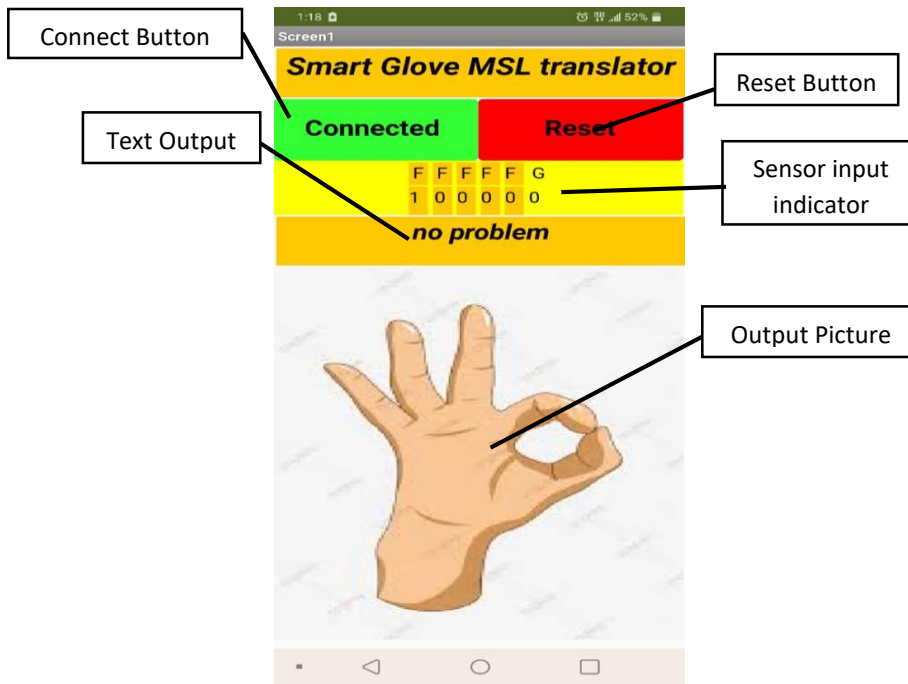 1:18 52%
Screen1
Connect Button
Smart Glove MSL translator
Reset Button
Connected Reset
Text Output
F F F F F G
1 0 0 0 0 0
Sensor input
indicator
no problem
Output Picture